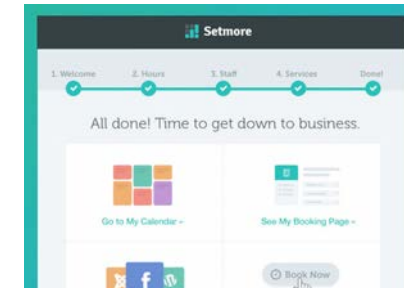 Setmore
1. Welcome 2. Hours 3. Staff 4. Services Done!
All done! Time to get down to business.
Go to My Calendar »
See My Booking Page »
Book Now